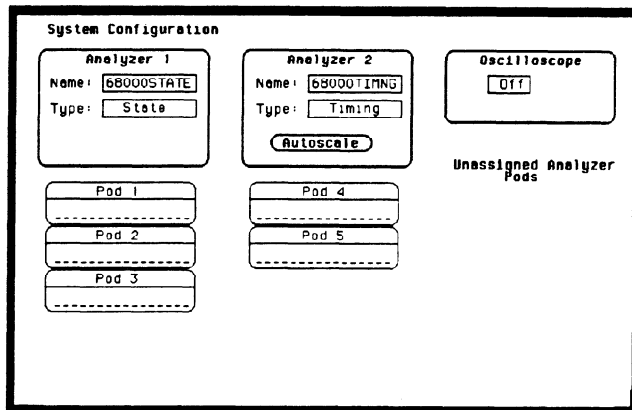 System Configuration
Analyzer 1
Name: 68000STATE
Type: State
Analyzer 2
Name: 68000TIMNG
Type: Timing
Autoscale
Oscilloscope
Off
Unassigned Analyzer
Pods
Pod 1
Pod 2
Pod 3
Pod 4
Pod 5